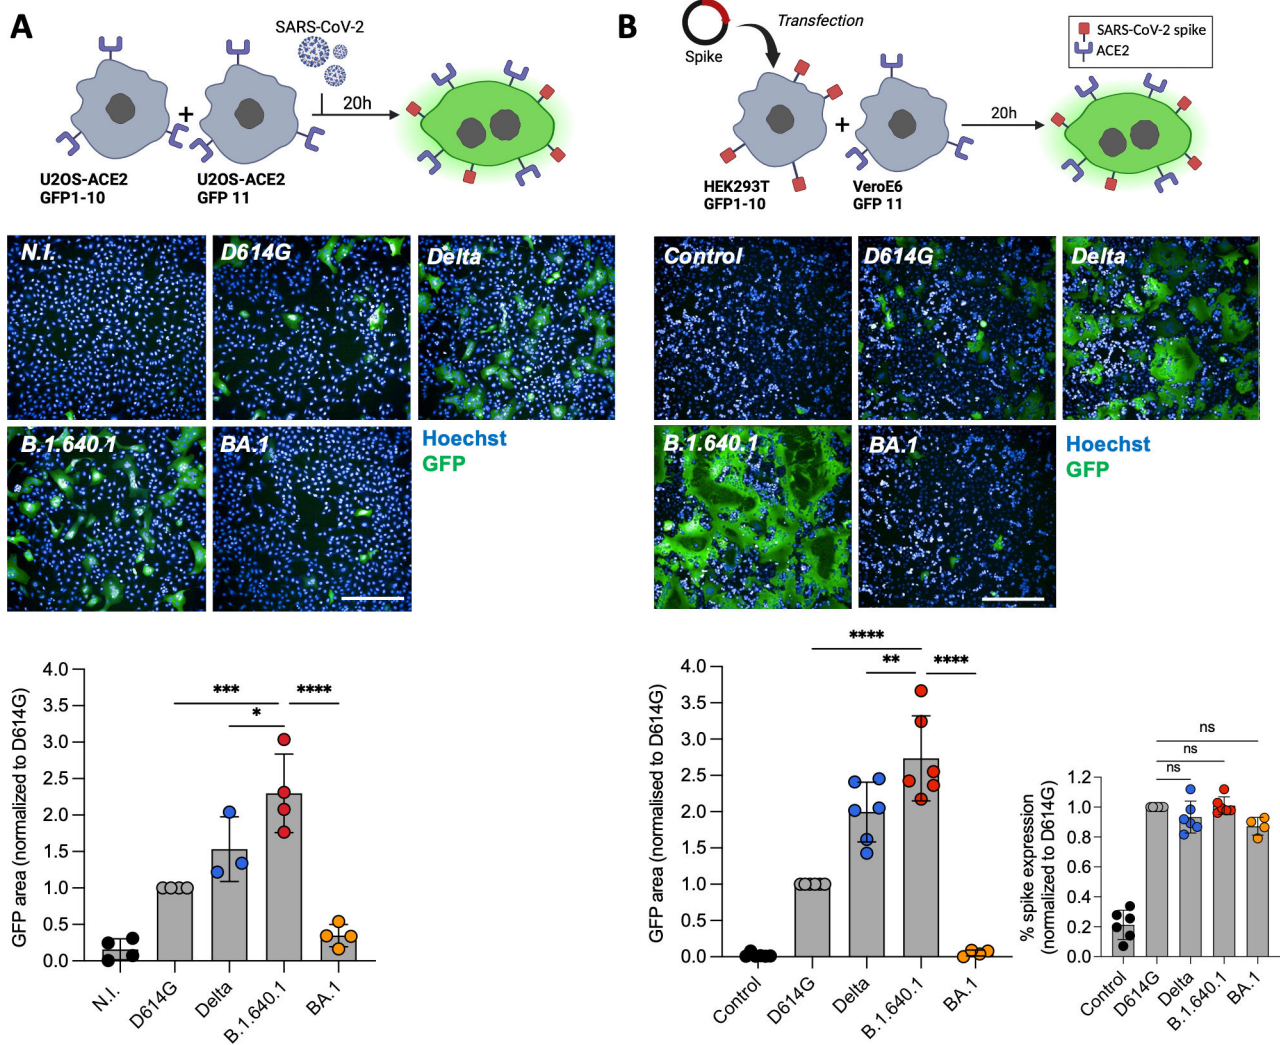 A
SARS-CoV-2
+
20h
U2OS-ACE2
GFP1-10
U2OS-ACE2
GFP 11
N.I.
D614G
Delta
B.1.640.1
BA.1
Hoechst
GFP
GFP area (normalized to D614G)
4.0
3.5
3.0
2.5
2.0
1.5
1.0
0.5
0.0
***
****
*
N.I.
D614G
Delta
B.1.640.1
BA.1
B
Transfection
Spike
SARS-CoV-2 spike
ACE2
+
20h
HEK293T
GFP1-10
VeroE6
GFP 11
Control
D614G
Delta
B.1.640.1
BA.1
Hoechst
GFP
GFP area (normalised to D614G)
4.0
3.5
3.0
2.5
2.0
1.5
1.0
0.5
0.0
****
**
****
Control
D614G
Delta
B.1.640.1
BA.1
% spike expression
(normalized to D614G)
1.2
1.0
0.8
0.6
0.4
0.2
0.0
ns
ns
ns
Control
D614G
Delta
B.1.640.1
BA.1